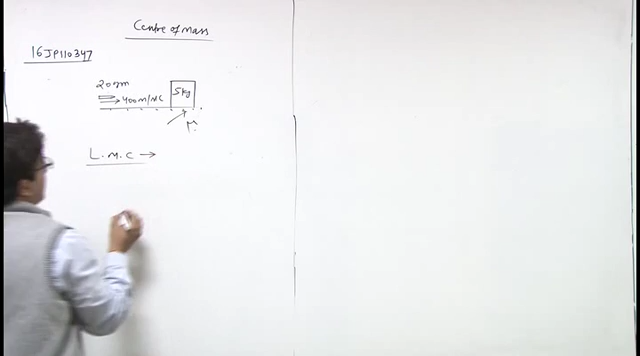 Centre of Mass
16JP110347
20gm
400m/sec
5kg
μ
L.M.C →